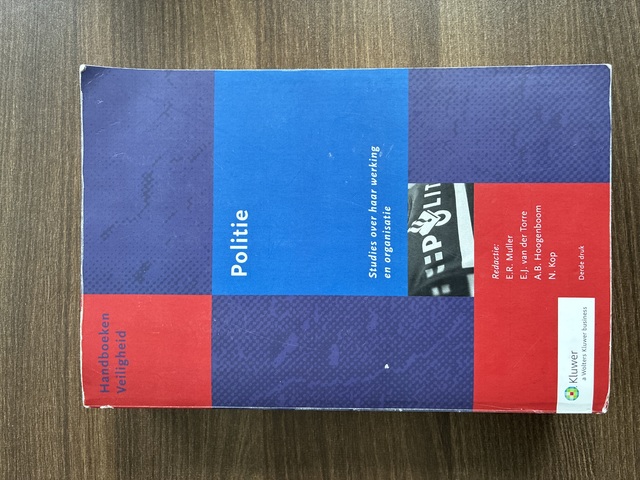 Handboeken
Veiligheid
Politie
Studies over haar werking
en organisatie
POLIT
Redactie:
E.R. Muller
E.J. van der Torre
A.B. Hoogenboom
N. Kop
Derde druk
Kluwer
a Wolters Kluwer business